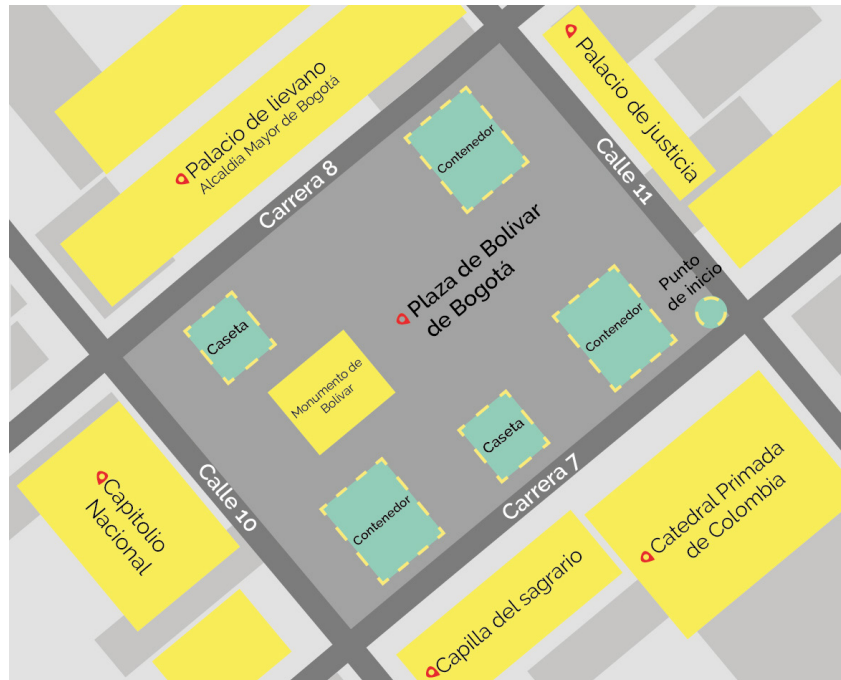 Palacio de lievano
Alcaldía Mayor de Bogotá
Palacio de justicia
Carrera 8
Contenedor
Calle 11
Plaza de Bolívar
de Bogotá
Punto
de inicio
Contenedor
Caseta
Monumento de
Bolívar
Caseta
Contenedor
Carrera 7
Calle 10
Capitolio
Nacional
Catedral Primada
de Colombia
Capilla del sagrario